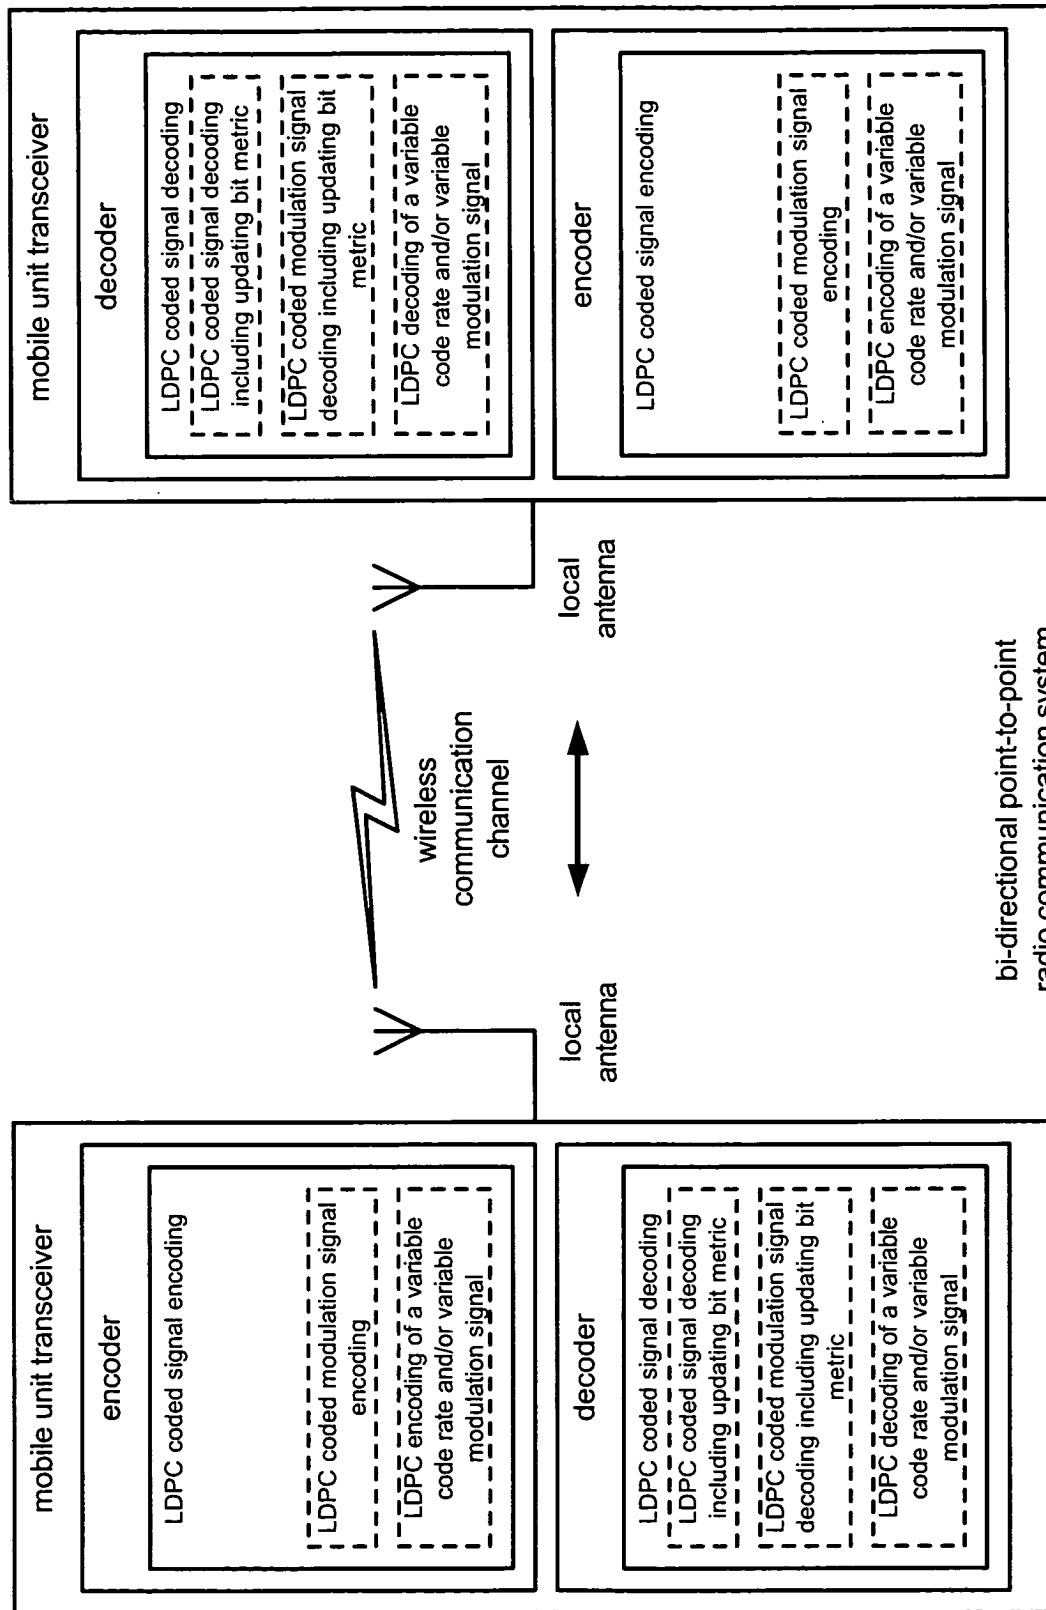 mobile unit transceiver
encoder
LDPC coded signal encoding
LDPC coded modulation signal
encoding
LDPC encoding of a variable
code rate and/or variable
modulation signal
decoder
LDPC coded signal decoding
LDPC coded signal decoding
including updating bit metric
LDPC coded modulation signal
decoding including updating bit
metric
LDPC decoding of a variable
code rate and/or variable
modulation signal
local
antenna
wireless
communication
channel
local
antenna
bi-directional point-to-point
radio communication system
mobile unit transceiver
decoder
LDPC coded signal decoding
LDPC coded signal decoding
including updating bit metric
LDPC coded modulation signal
decoding including updating bit
metric
LDPC decoding of a variable
code rate and/or variable
modulation signal
encoder
LDPC coded signal encoding
LDPC coded modulation signal
encoding
LDPC encoding of a variable
code rate and/or variable
modulation signal